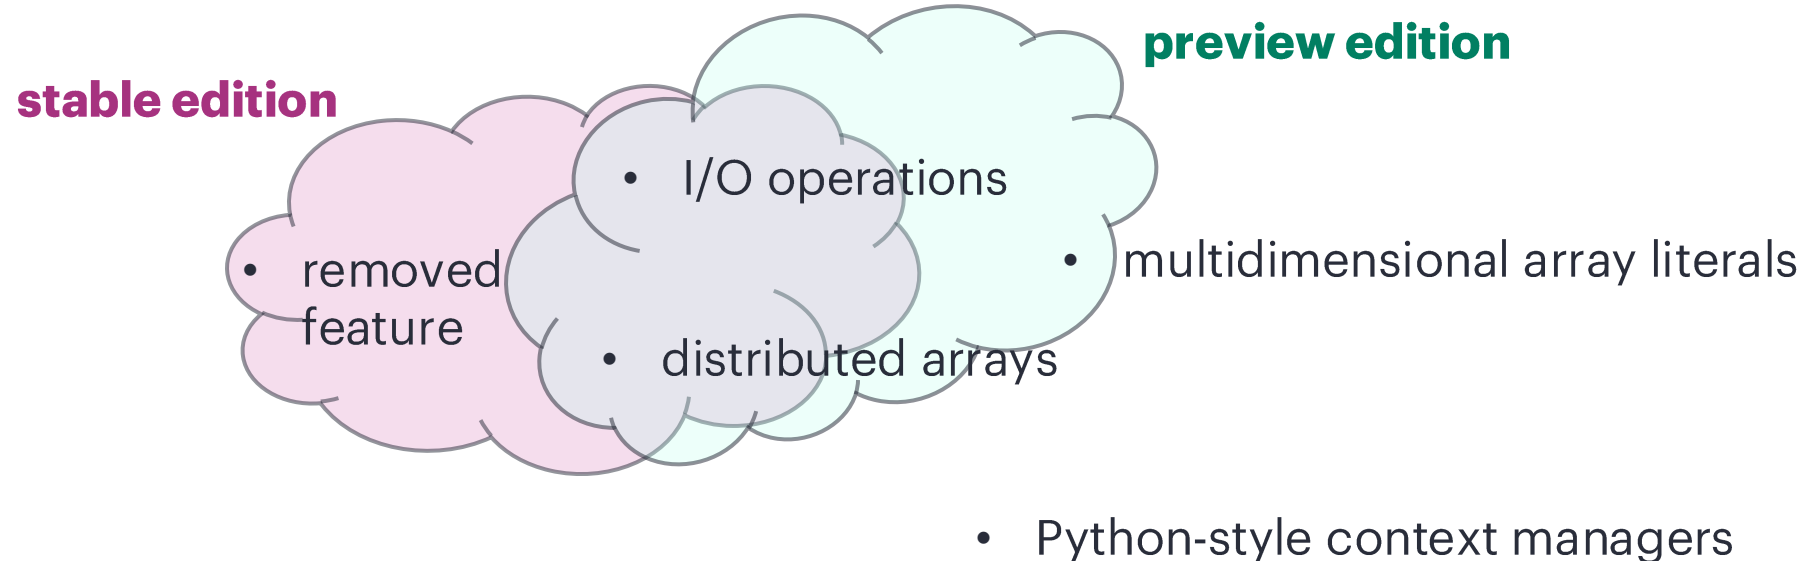 preview edition
stable edition
• I/O operations
• removed
feature
• multidimensional array literals
• distributed arrays
• Python-style context managers